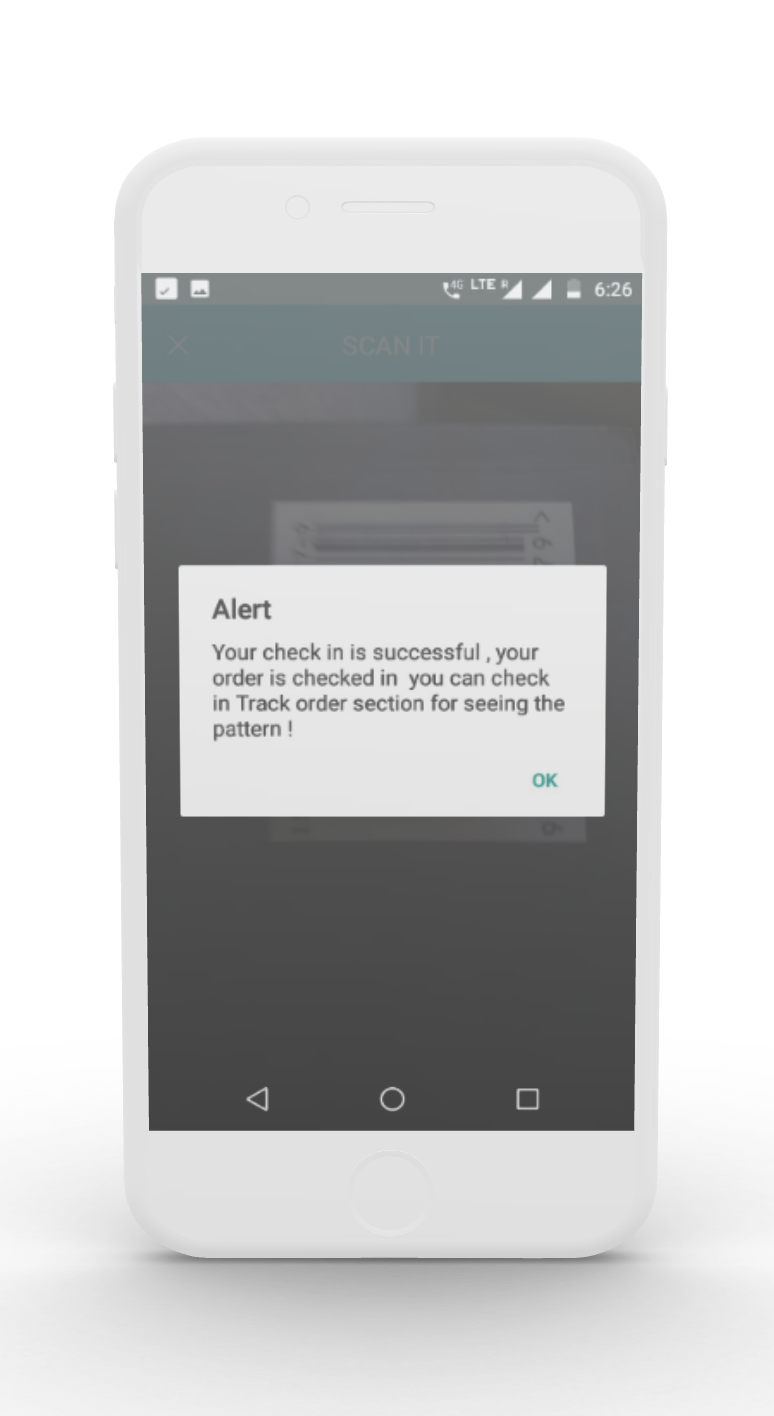 4G LTE R 6:26
SCAN IT
Alert
Your check in is successful , your
order is checked in  you can check
in Track order section for seeing the
pattern !
OK